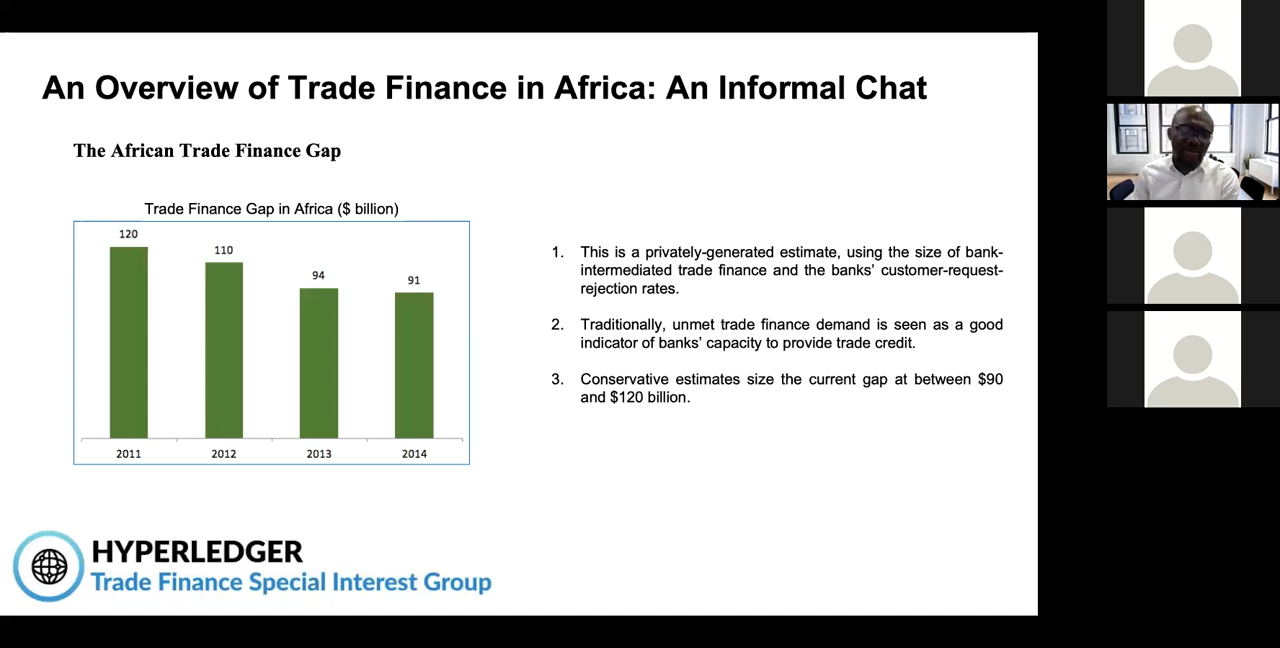 An Overview of Trade Finance in Africa: An Informal Chat
The African Trade Finance Gap
Trade Finance Gap in Africa ($ billion)
120
110
94
91
2011
2012
2013
2014
1. This is a privately-generated estimate, using the size of bank-
intermediated trade finance and the banks' customer-request-
rejection rates.
2. Traditionally, unmet trade finance demand is seen as a good
indicator of banks' capacity to provide trade credit.
3. Conservative estimates size the current gap at between $90
and $120 billion.
HYPERLEDGER
Trade Finance Special Interest Group